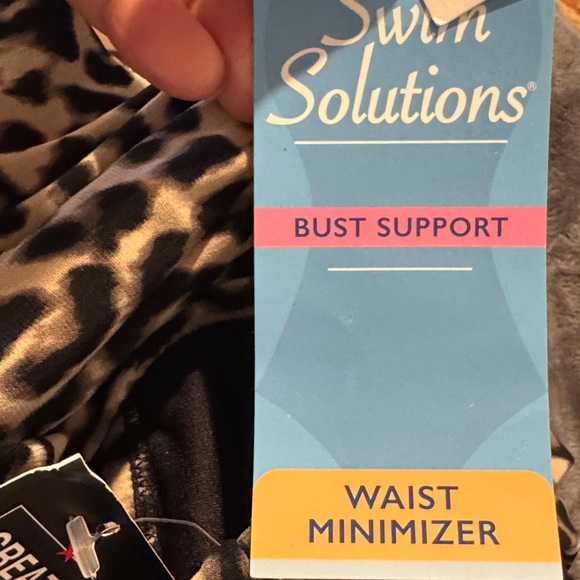 Swim
Solutions®
BUST SUPPORT
WAIST
MINIMIZER